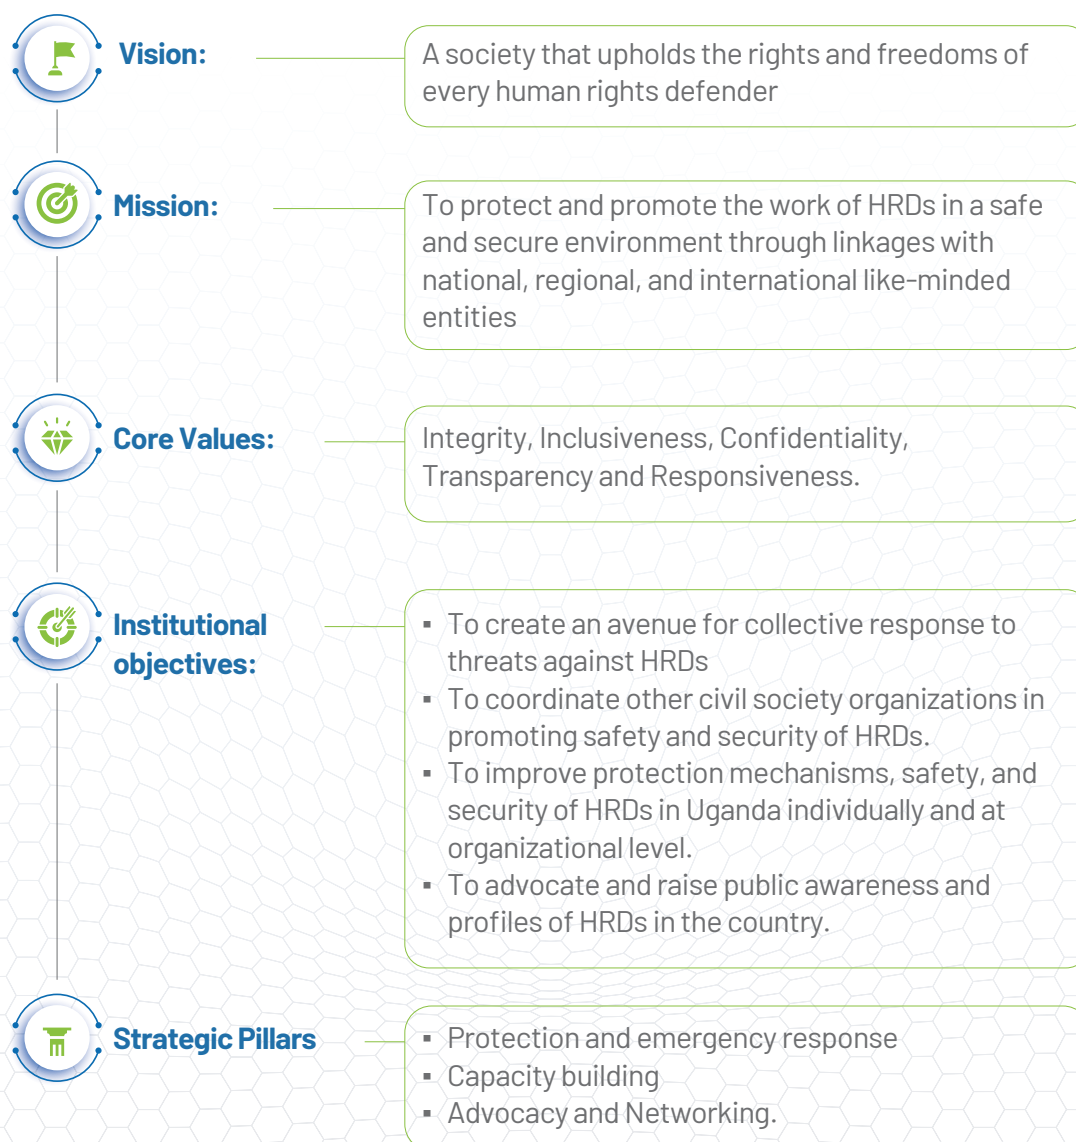 Vision:
A society that upholds the rights and freedoms of
every human rights defender
Mission:
To protect and promote the work of HRDs in a safe
and secure environment through linkages with
national, regional, and international like-minded
entities
Core Values:
Integrity, Inclusiveness, Confidentiality,
Transparency and Responsiveness.
Institutional
objectives:
▪ To create an avenue for collective response to
threats against HRDs
▪ To coordinate other civil society organizations in
promoting safety and security of HRDs.
▪ To improve protection mechanisms, safety, and
security of HRDs in Uganda individually and at
organizational level.
▪ To advocate and raise public awareness and
profiles of HRDs in the country.
Strategic Pillars
▪ Protection and emergency response
▪ Capacity building
▪ Advocacy and Networking.